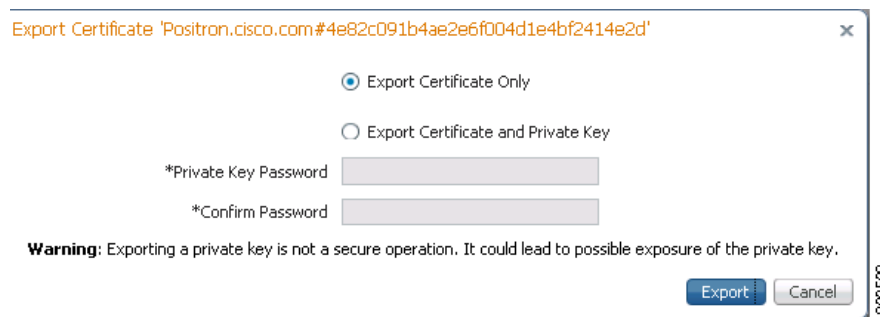 Export Certificate 'Positron.cisco.com#4e82c091b4ae2e6f004d1e4bf2414e2d'
Export Certificate Only
Export Certificate and Private Key
*Private Key Password
*Confirm Password
Warning: Exporting a private key is not a secure operation. It could lead to possible exposure of the private key.
Export Cancel